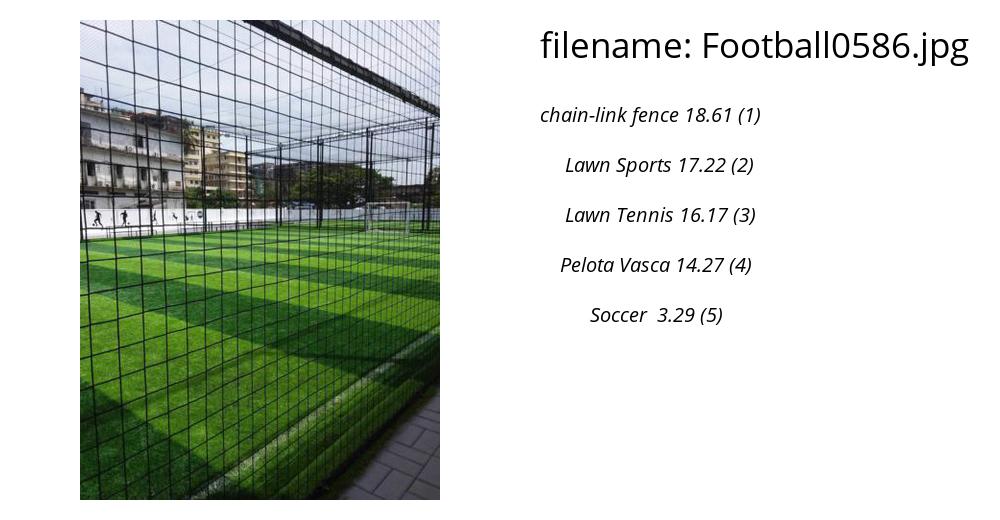 filename: Football0586.jpg
chain-link fence 18.61 (1)
Lawn Sports 17.22 (2)
Lawn Tennis 16.17 (3)
Pelota Vasca 14.27 (4)
Soccer 3.29 (5)